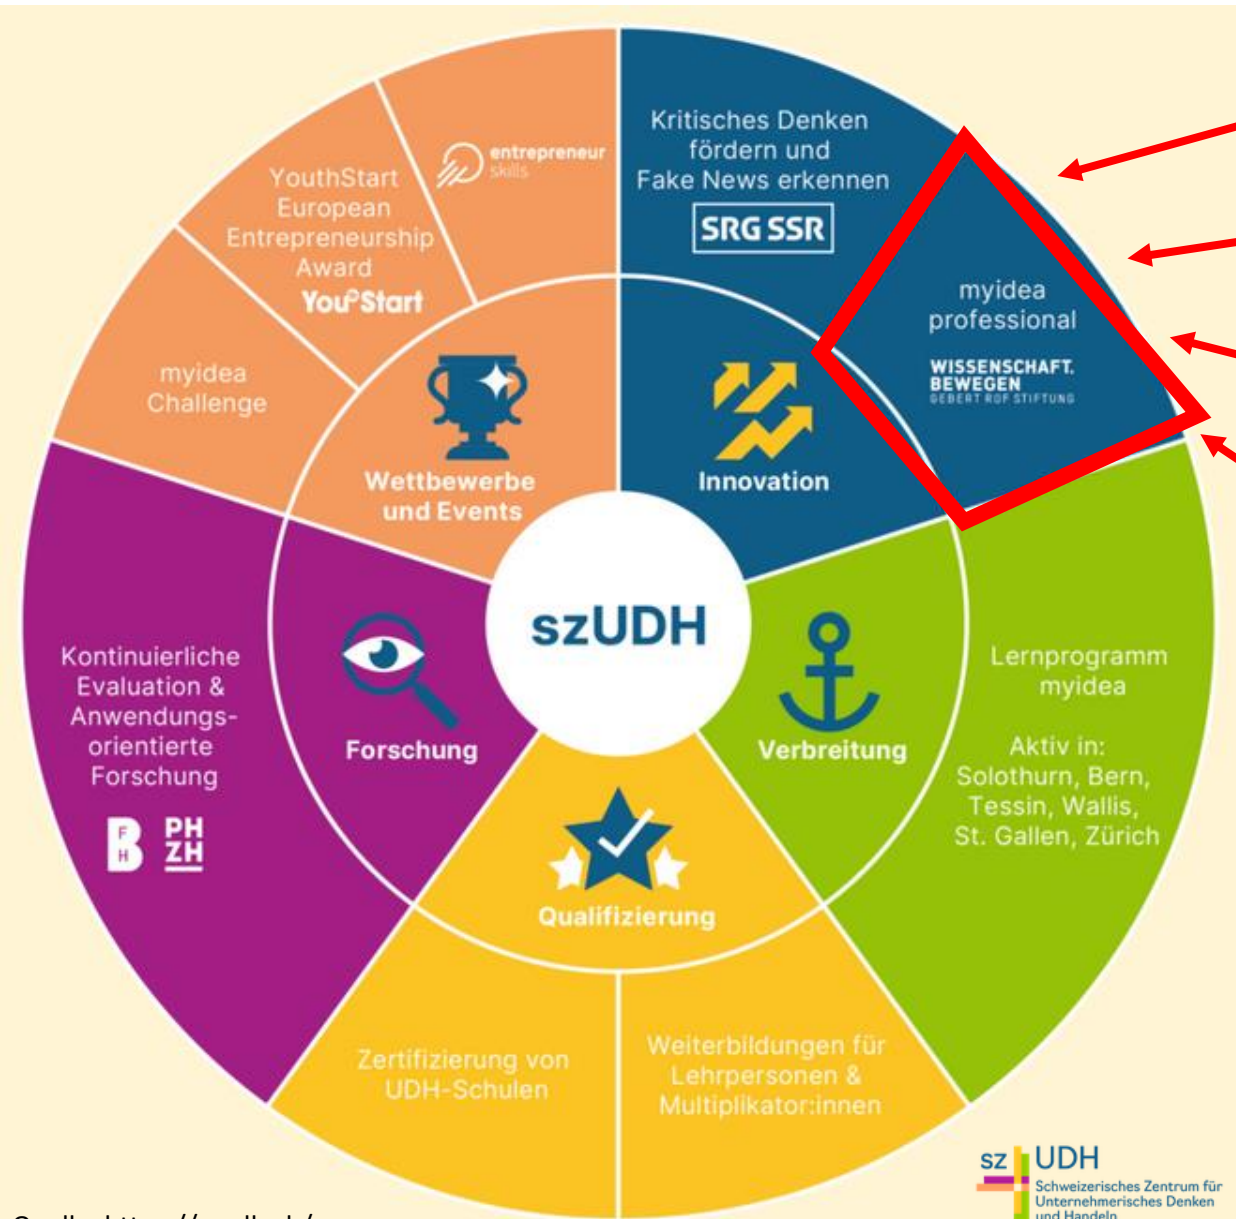 entrepreneur
skills
YouthStart
European
Entrepreneurship
Award
YouthStart
myidea
Challenge
Wettbewerbe
und Events
Kritisches Denken
fördern und
Fake News erkennen
SRG SSR
myidea
professional
WISSENSCHAFT.
BEWEGEN
GEBERT RÜF STIFTUNG
Innovation
szUDH
Kontinuierliche
Evaluation &
Anwendungs-
orientierte
Forschung
B
F
H
PH
ZH
Forschung
Verbreitung
Lernprogramm
myidea
Aktiv in:
Solothurn, Bern,
Tessin, Wallis,
St. Gallen, Zürich
Qualifizierung
Zertifizierung von
UDH-Schulen
Weiterbildungen für
Lehrpersonen &
Multiplikator:innen
sz UDH
Schweizerisches Zentrum für
Unternehmerisches Denken
und Handeln